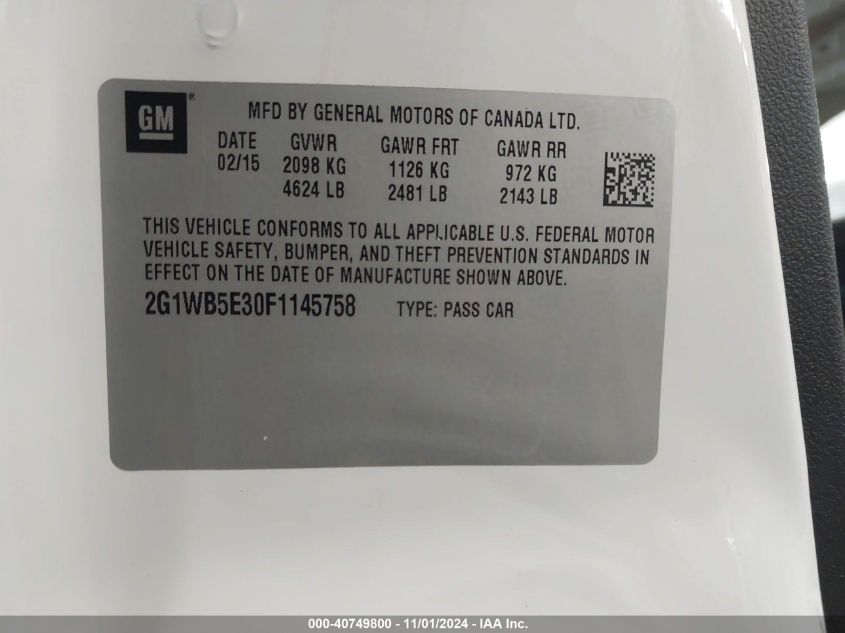 GM
®
MFD BY GENERAL MOTORS OF CANADA LTD.
DATE GVWR GAWR FRT GAWR RR
02/15 2098 KG 1126 KG 972 KG
4624 LB 2481 LB 2143 LB
THIS VEHICLE CONFORMS TO ALL APPLICABLE U.S. FEDERAL MOTOR
VEHICLE SAFETY, BUMPER, AND THEFT PREVENTION STANDARDS IN
EFFECT ON THE DATE OF MANUFACTURE SHOWN ABOVE.
2G1WB5E30F1145758 TYPE: PASS CAR
000-40749800 - 11/01/2024 - IAA Inc.